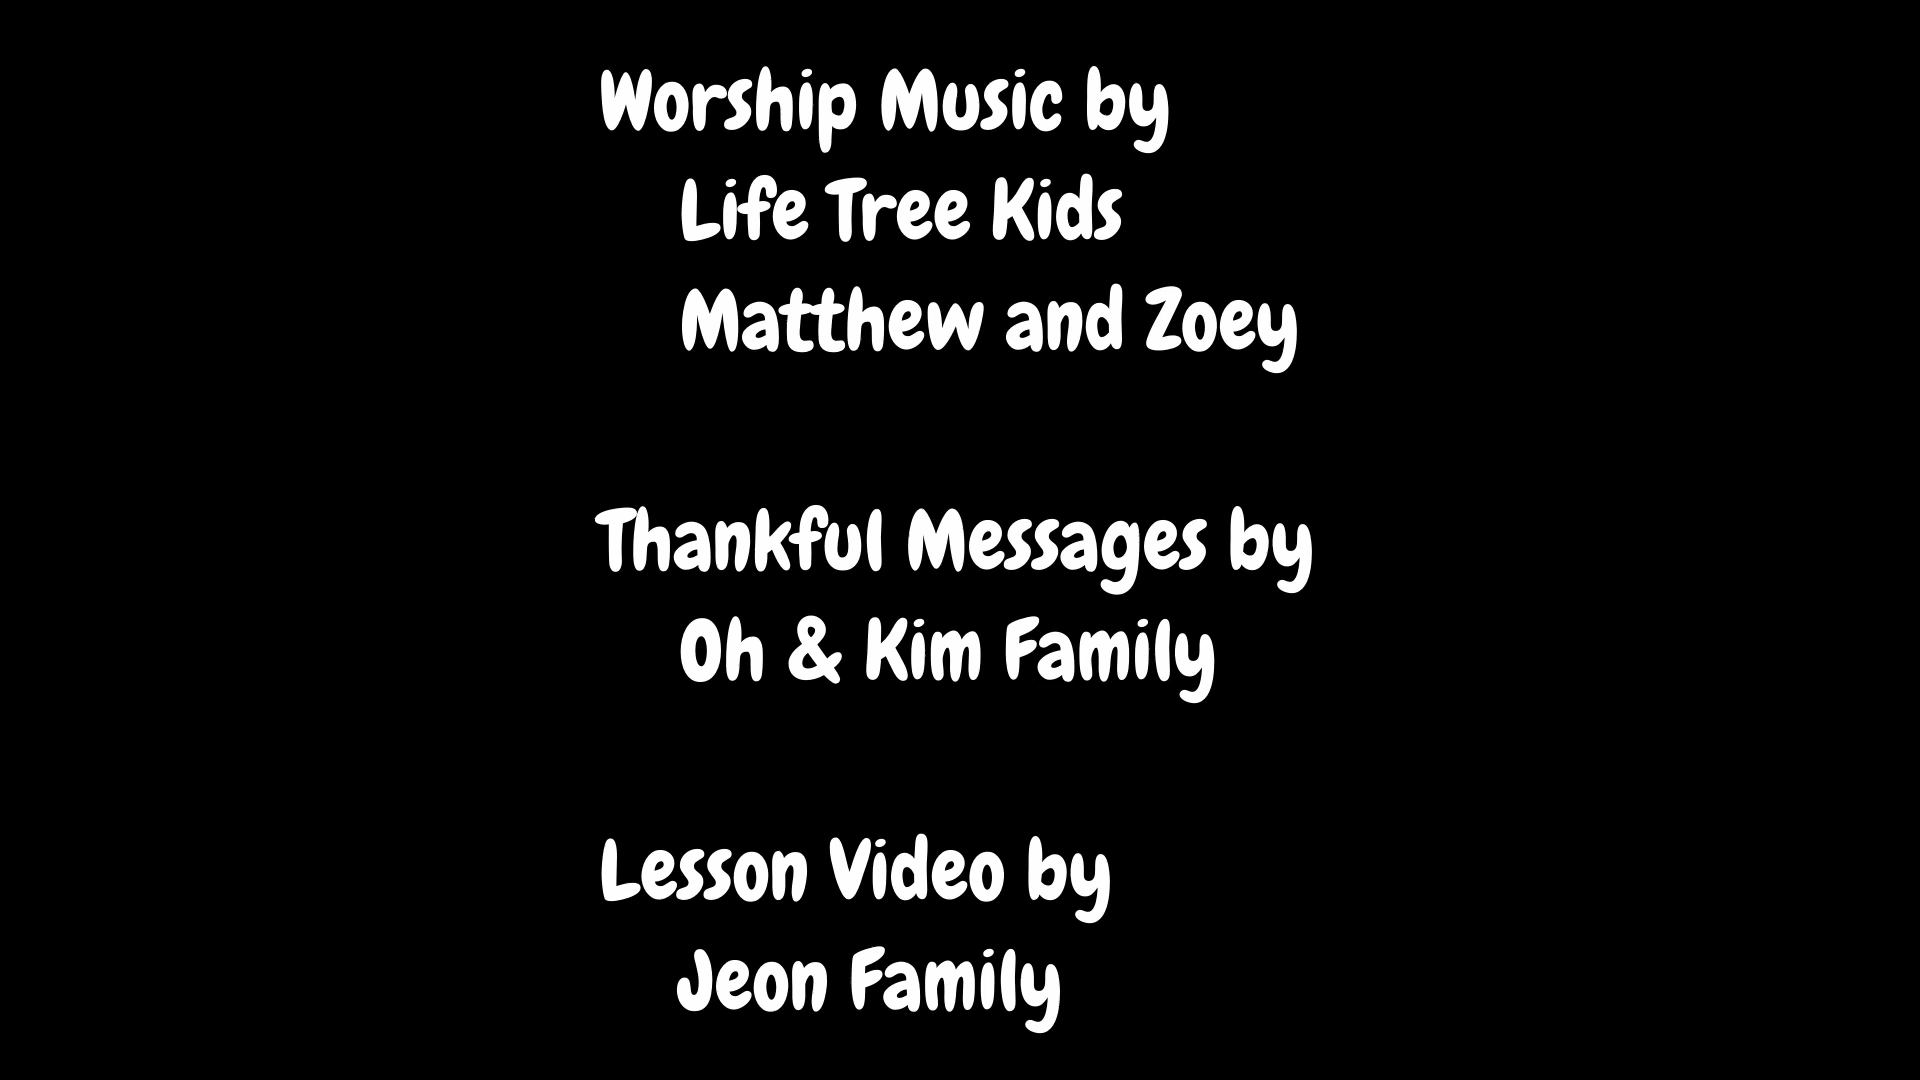 Worship Music by
Life Tree Kids
Matthew and Zoey
Thankful Messages by
Oh & Kim Family
Lesson Video by
Jeon Family